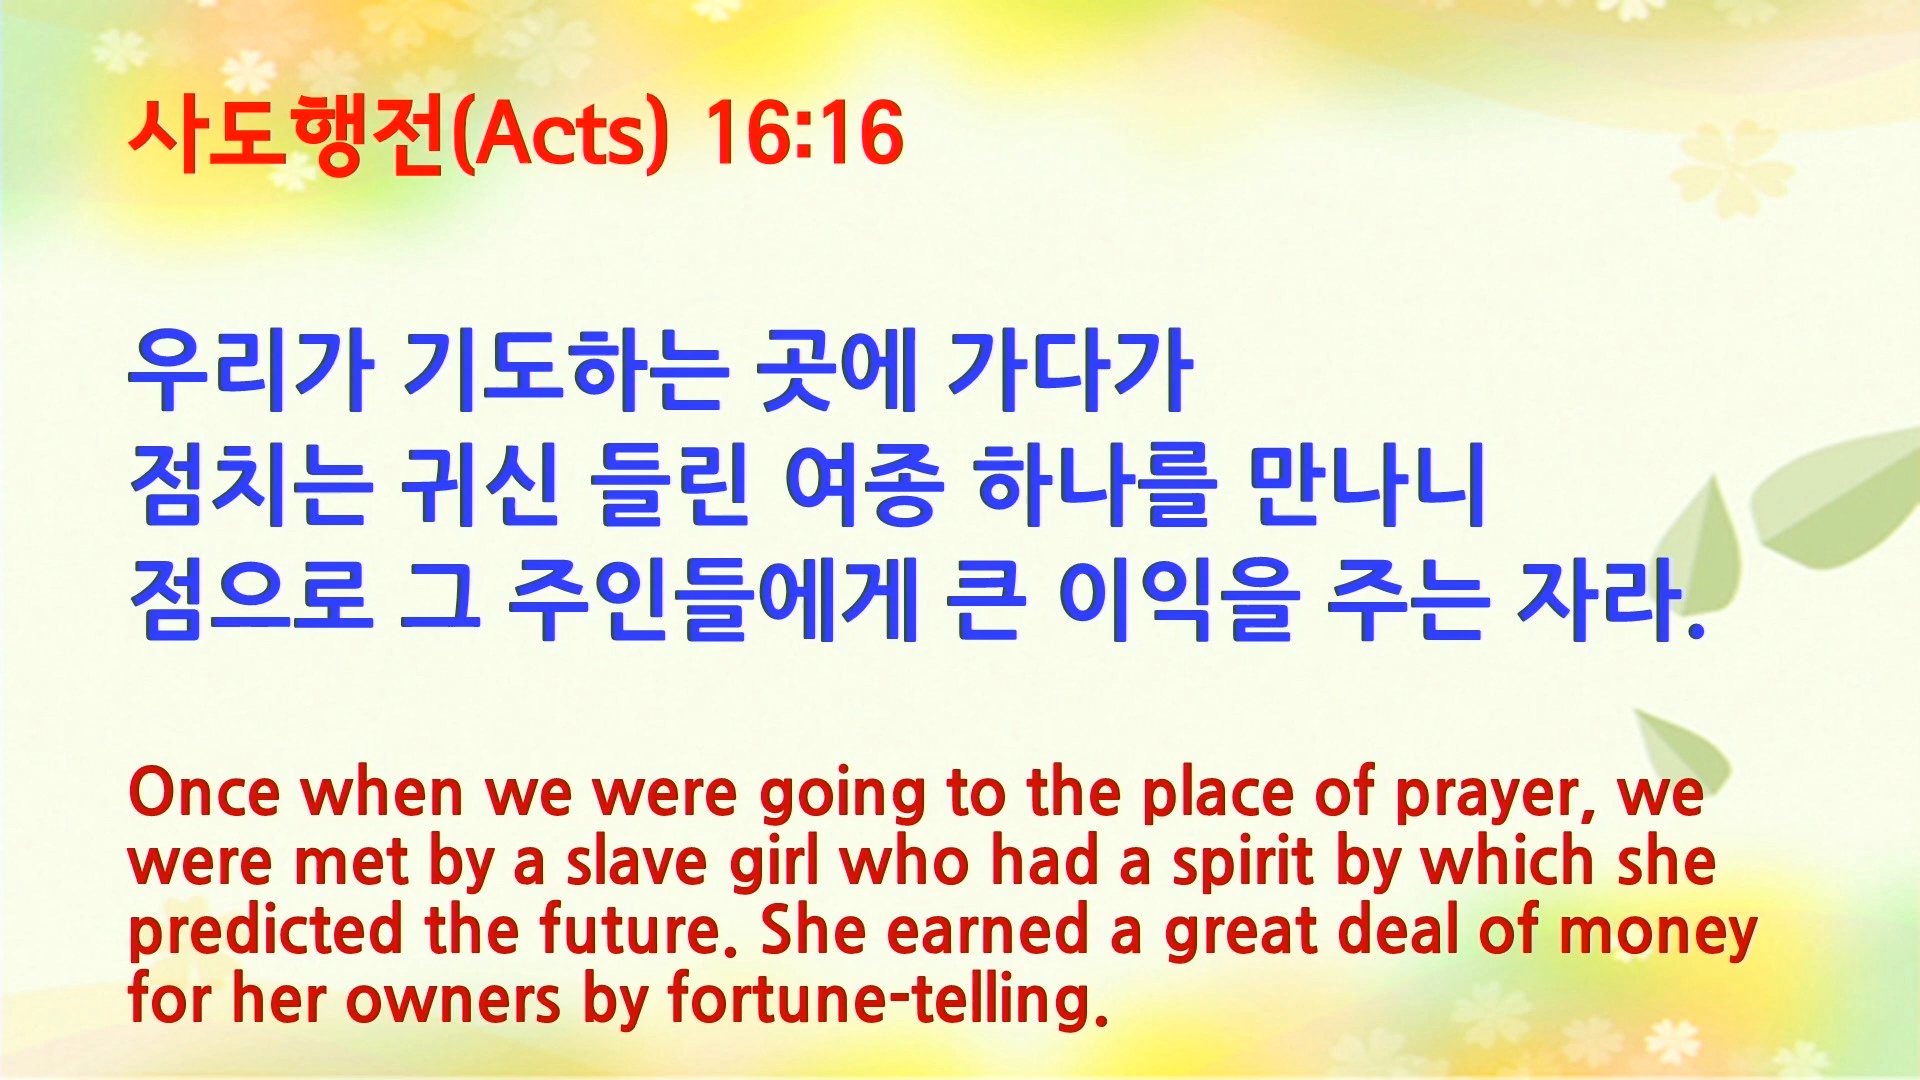 사도행전(Acts) 16:16
우리가 기도하는 곳에 가다가
점치는 귀신 들린 여종 하나를 만나니
점으로 그 주인들에게 큰 이익을 주는 자라.
Once when we were going to the place of prayer, we
were met by a slave girl who had a spirit by which she
predicted the future. She earned a great deal of money
for her owners by fortune-telling.